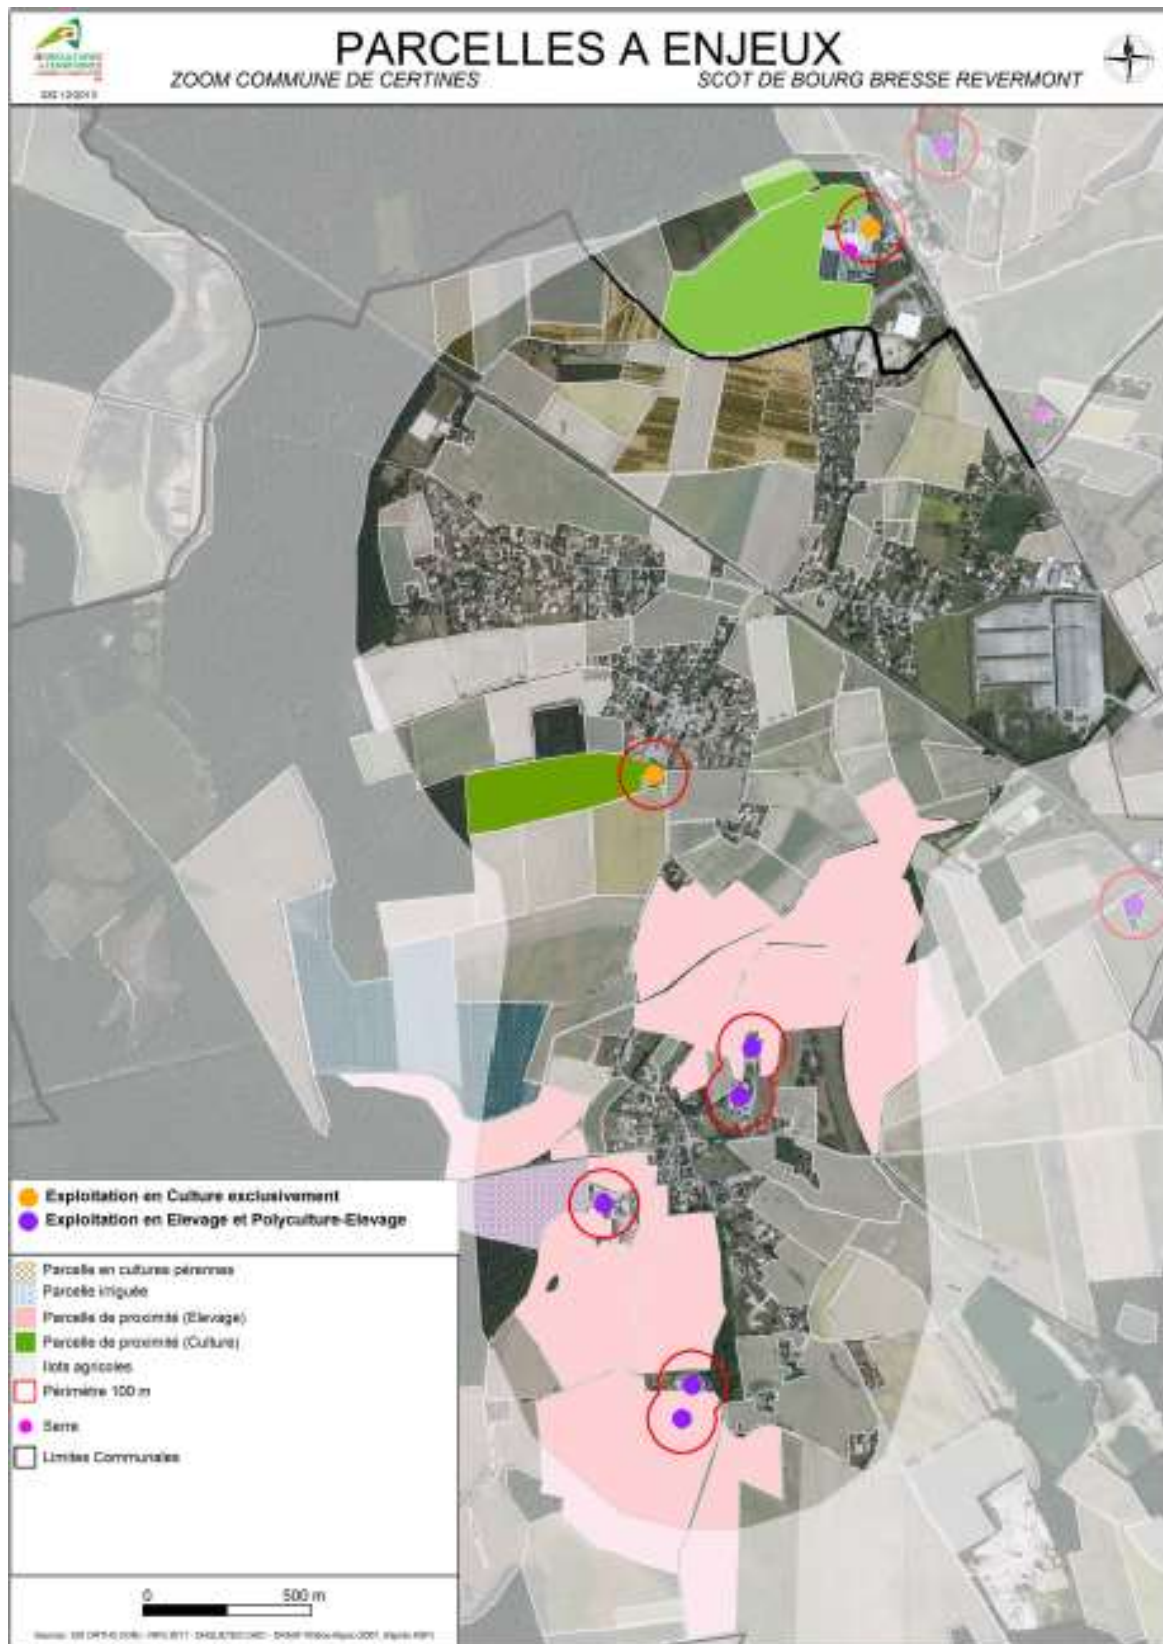 PARCELLES A ENJEUX
ZOOM COMMUNE DE CERTINES
SCOT DE BOURG BRESSE REVERMONT
Exploitation en Culture exclusivement
Exploitation en Elevage et Polyculture-Elevage
Parcelle en cultures pérennes
Parcelle irriguée
Parcelle de proximité (Elevage)
Parcelle de proximité (Culture)
Ilots agricoles
Périmètre 100 m
Serre
Limites Communales
0 500 m